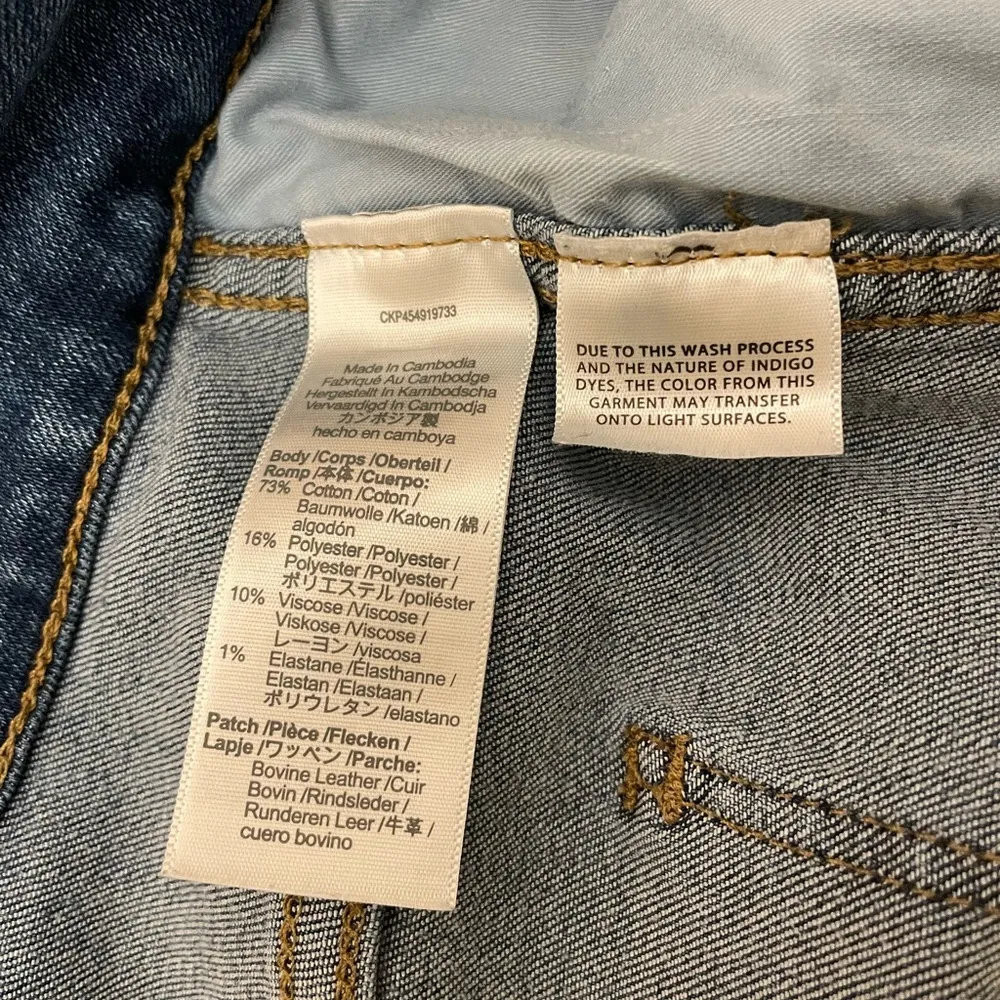 CKP454919733
Made in Cambodia
Fabriqué Au Cambodge
Hergestellt In Kambodscha
Vervaardigd In Cambodja
カンボジア製
hecho en camboya
Body /Corps /Oberteil /
Romp /本体 /Cuerpo:
73% Cotton /Coton /
Baumwolle /Katoen /綿 /
algodón
16% Polyester /Polyester /
Polyester /Polyester /
ポリエステル /poliéster
10% Viscose /Viscose /
Viskose /Viscose /
レーヨン /viscosa
1% Elastane /Élasthanne /
Elastan /Elastaan /
ポリウレタン /elastano
Patch /Pièce /Flecken /
Lapje /ワッペン /Parche:
Bovine Leather /Cuir
Bovin /Rindsleder /
Runderen Leer /牛革 /
cuero bovino
DUE TO THIS WASH PROCESS
AND THE NATURE OF INDIGO
DYES, THE COLOR FROM THIS
GARMENT MAY TRANSFER
ONTO LIGHT SURFACES.